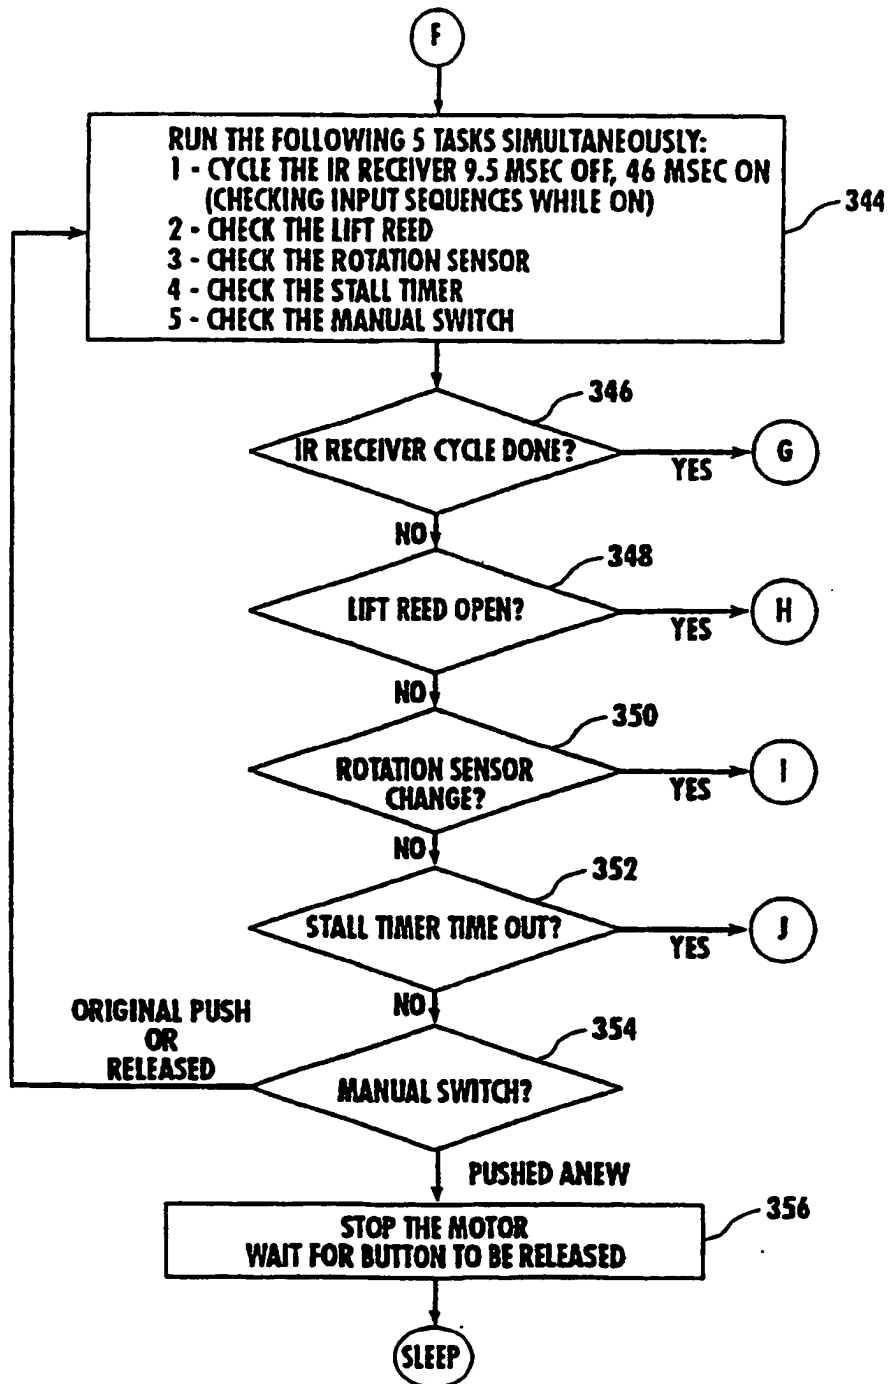 F
RUN THE FOLLOWING 5 TASKS SIMULTANEOUSLY:
1 - CYCLE THE IR RECEIVER 9.5 MSEC OFF, 46 MSEC ON
(CHECKING INPUT SEQUENCES WHILE ON)
2 - CHECK THE LIFT REED
3 - CHECK THE ROTATION SENSOR
4 - CHECK THE STALL TIMER
5 - CHECK THE MANUAL SWITCH
344
346
IR RECEIVER CYCLE DONE?
YES
G
NO
348
LIFT REED OPEN?
YES
H
NO
350
ROTATION SENSOR
CHANGE?
YES
I
NO
352
STALL TIMER TIME OUT?
YES
J
NO
ORIGINAL PUSH
OR
RELEASED
354
MANUAL SWITCH?
PUSHED ANEW
356
STOP THE MOTOR
WAIT FOR BUTTON TO BE RELEASED
SLEEP